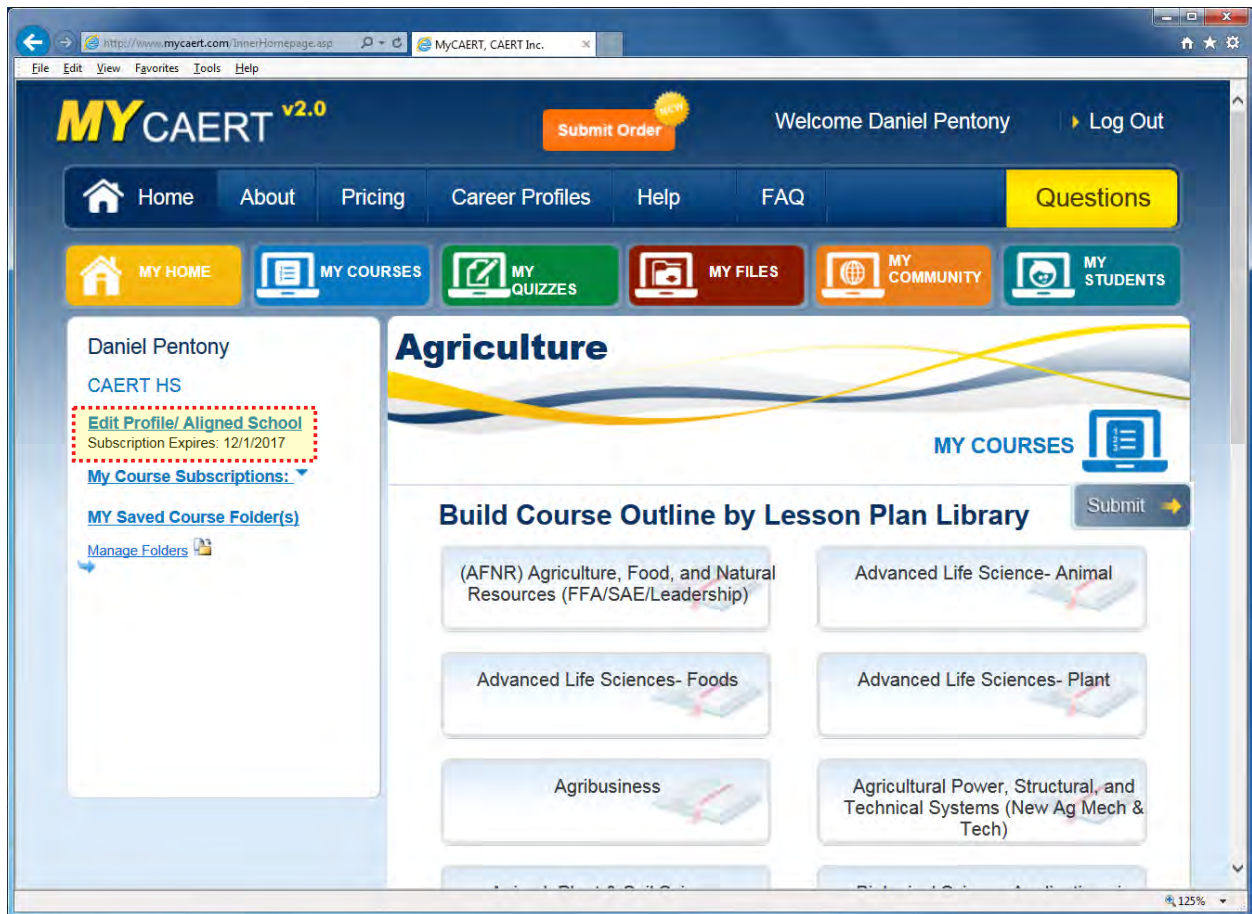 http://www.mycaert.com/InnerHomepage.asp
MyCAERT, CAERT Inc.
File Edit View Favorites Tools Help
MYCAERT v2.0
NEW
Submit Order
Welcome Daniel Pentony
Log Out
Home
About
Pricing
Career Profiles
Help
FAQ
Questions
MY HOME
MY COURSES
MY
QUIZZES
MY FILES
MY
COMMUNITY
MY
STUDENTS
Daniel Pentony
CAERT HS
Edit Profile/ Aligned School
Subscription Expires: 12/1/2017
My Course Subscriptions:
MY Saved Course Folder(s)
Manage Folders
Agriculture
MY COURSES
1
2
3
Submit
Build Course Outline by Lesson Plan Library
(AFNR) Agriculture, Food, and Natural
Resources (FFA/SAE/Leadership)
Advanced Life Science- Animal
Advanced Life Sciences- Foods
Advanced Life Sciences- Plant
Agribusiness
Agricultural Power, Structural, and
Technical Systems (New Ag Mech &
Tech)
125%